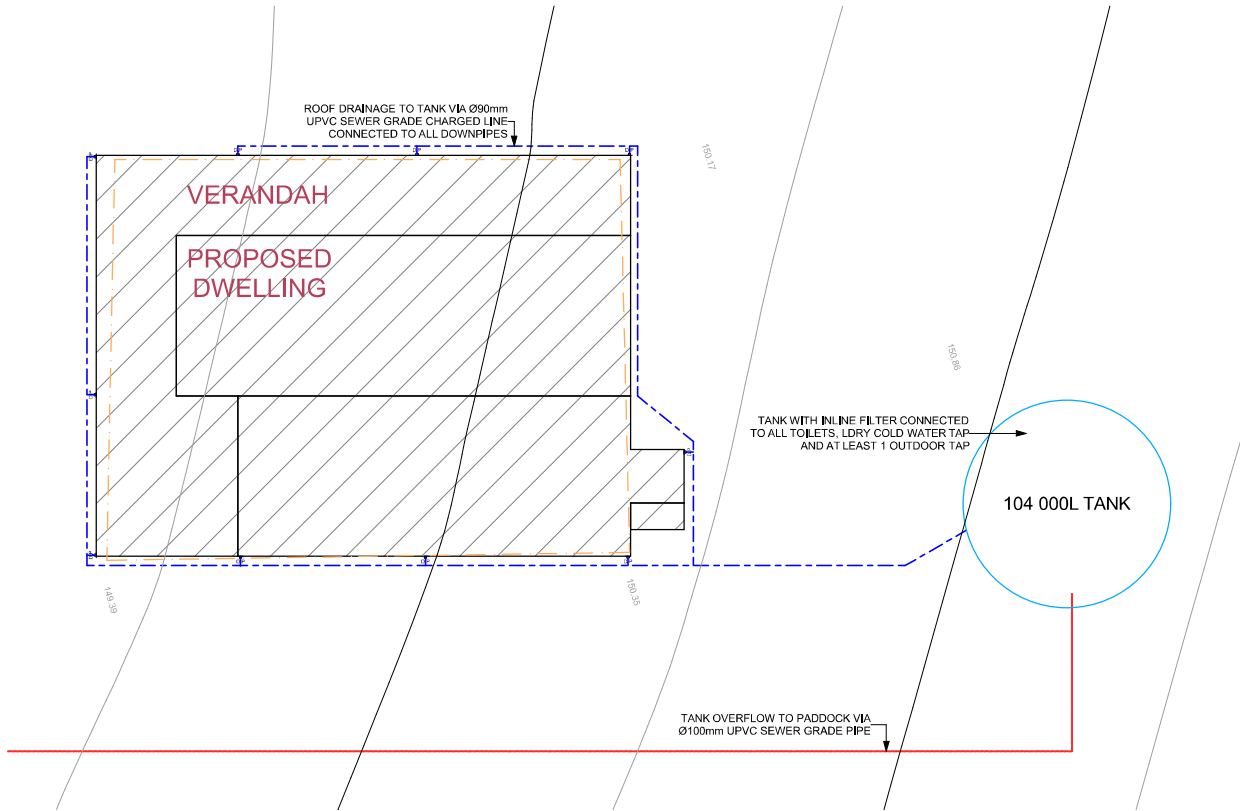 ROOF DRAINAGE TO TANK VIA Ø90mm
UPVC SEWER GRADE CHARGED LINE
CONNECTED TO ALL DOWNPIPES
150.17
VERANDAH
PROPOSED
DWELLING
150.86
TANK WITH INLINE FILTER CONNECTED
TO ALL TOILETS, LDRY COLD WATER TAP
AND AT LEAST 1 OUTDOOR TAP
104 000L TANK
149.39
150.35
TANK OVERFLOW TO PADDOCK VIA
Ø100mm UPVC SEWER GRADE PIPE